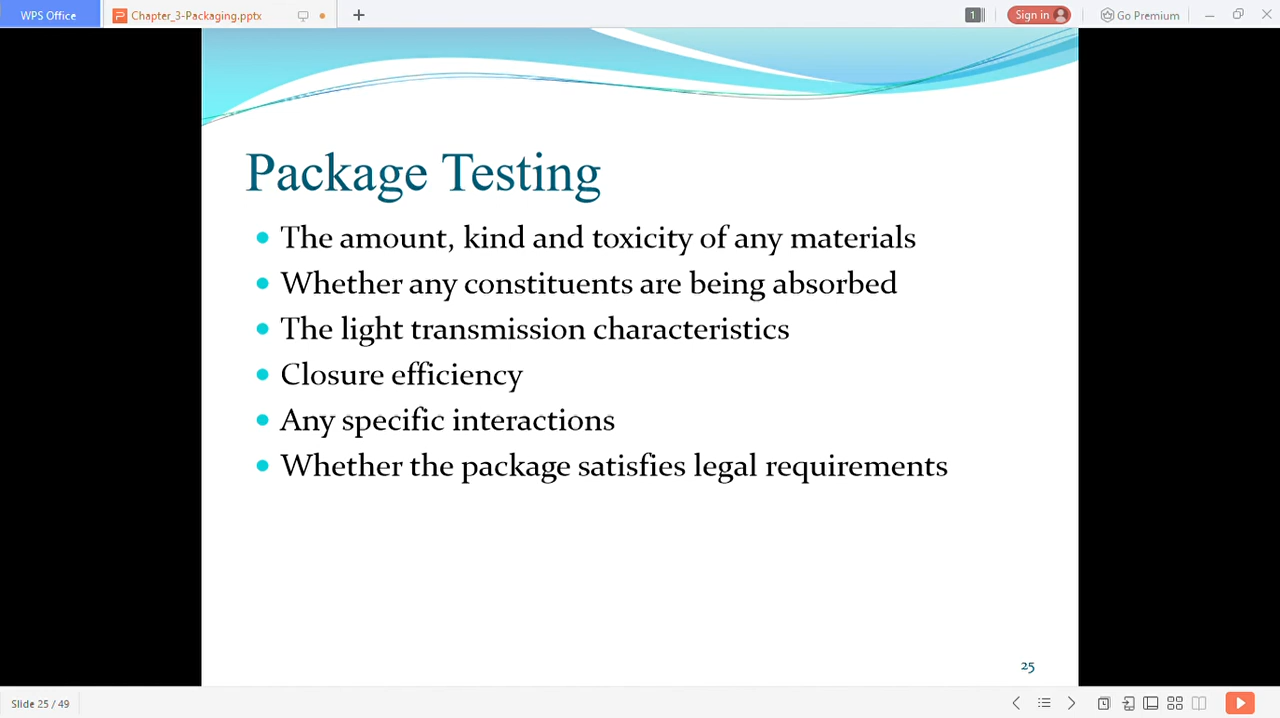 WPS Office
Chapter_3-Packaging.pptx
1
Sign in
Go Premium
Package Testing
The amount, kind and toxicity of any materials
Whether any constituents are being absorbed
The light transmission characteristics
Closure efficiency
Any specific interactions
Whether the package satisfies legal requirements
25
Slide 25 / 49